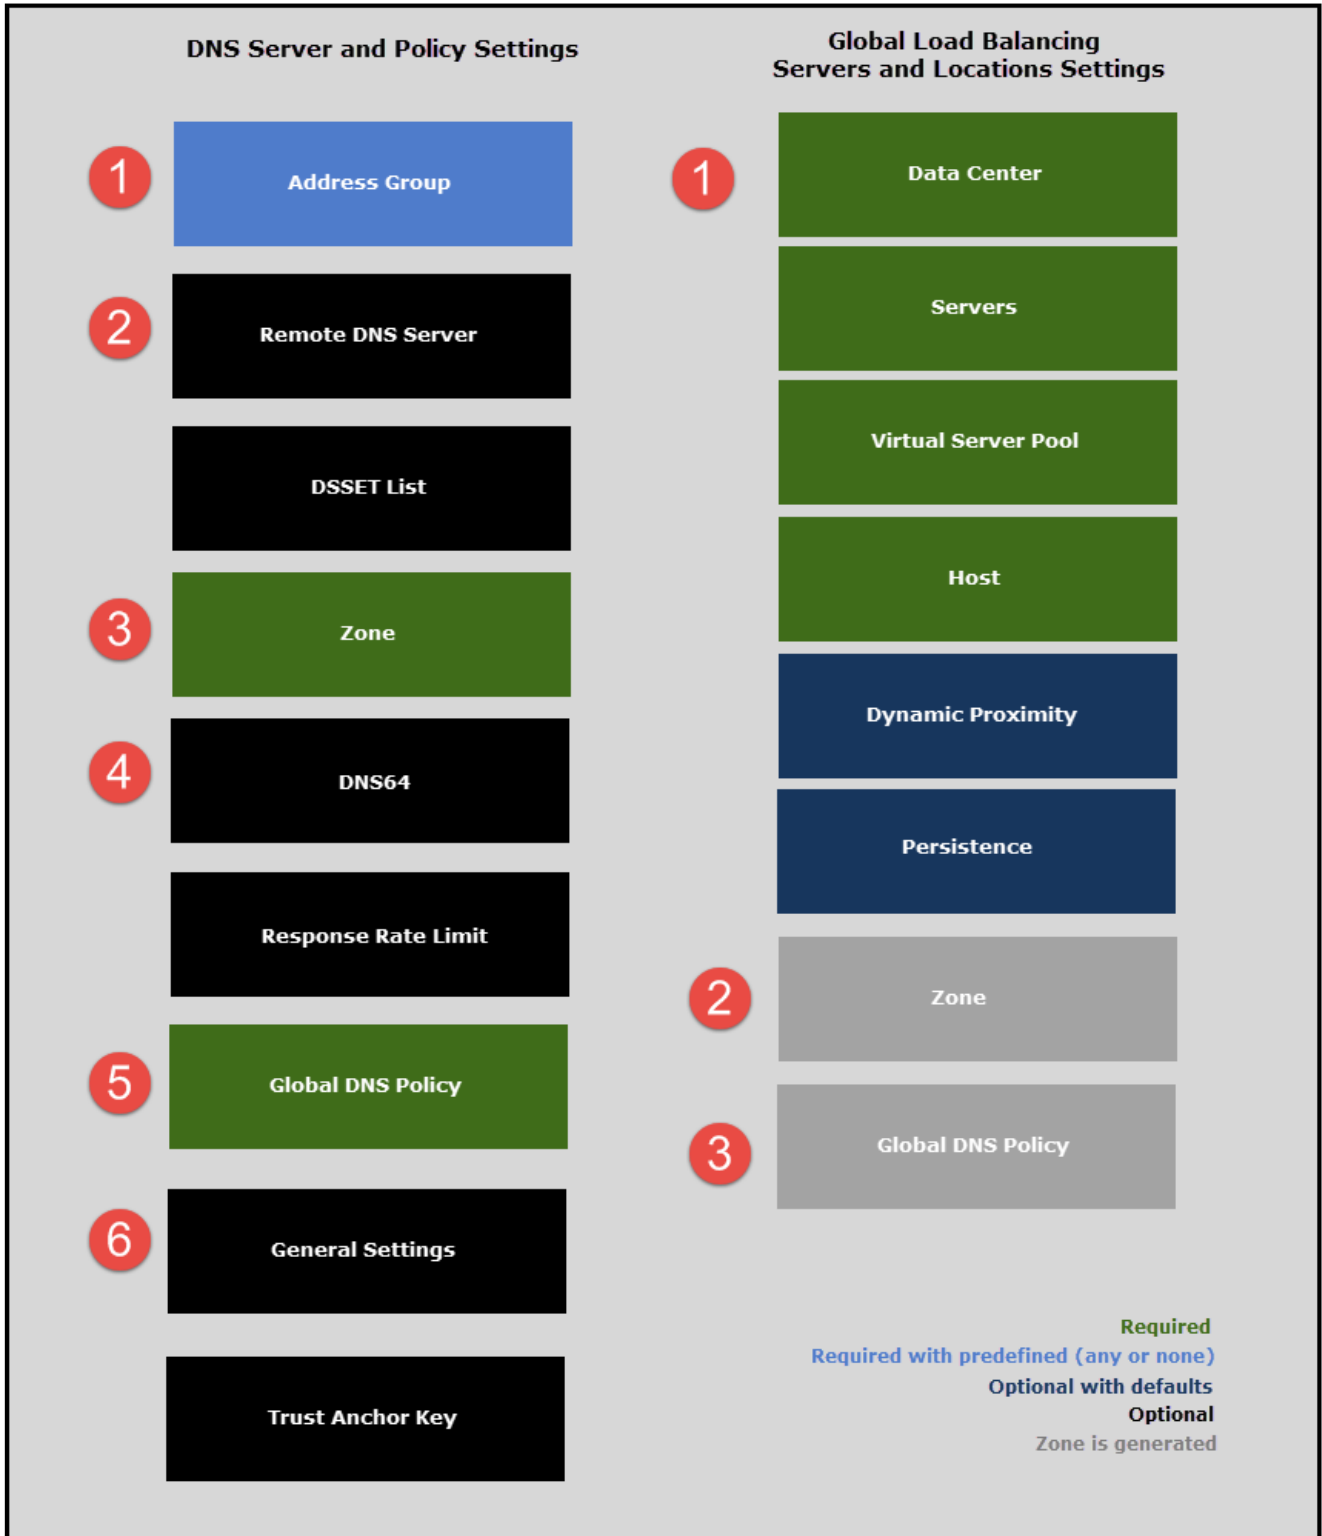 DNS Server and Policy Settings
1
Address Group
2
Remote DNS Server
DSSET List
3
Zone
4
DNS64
Response Rate Limit
5
Global DNS Policy
6
General Settings
Trust Anchor Key
Global Load Balancing
Servers and Locations Settings
1
Data Center
Servers
Virtual Server Pool
Host
Dynamic Proximity
Persistence
2
Zone
3
Global DNS Policy
Required
Required with predefined (any or none)
Optional with defaults
Optional
Zone is generated